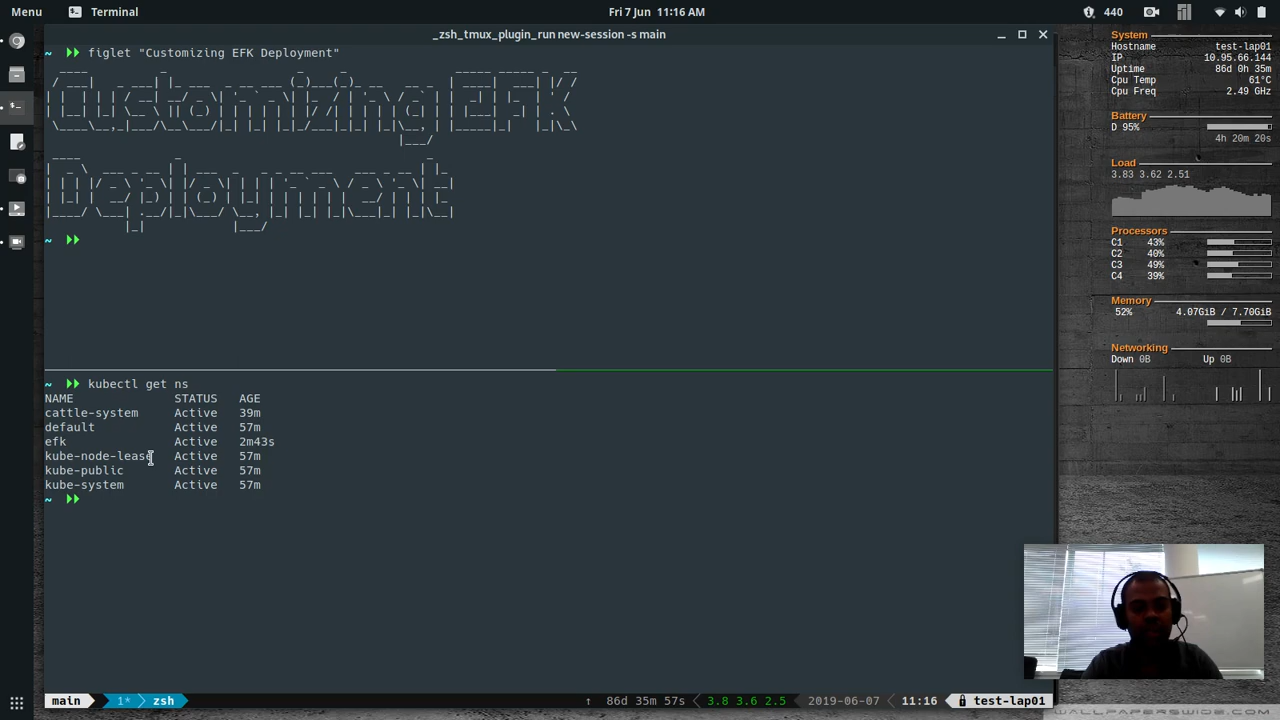 Menu
Terminal
Fri 7 Jun 11:16 AM
440
_zsh_tmux_plugin_run new-session -s main
~ figlet "Customizing EFK Deployment"
Customizing EFK
Deployment
~
~ kubectl get ns
NAME STATUS AGE
cattle-system Active 39m
default Active 57m
efk Active 2m43s
kube-node-lease Active 57m
kube-public Active 57m
kube-system Active 57m
~
System
Hostname test-lap01
IP 10.95.66.144
Uptime 86d 0h 35m
Cpu Temp 61°C
Cpu Freq 2.49 GHz
Battery
D 95%
4h 20m 20s
Load
3.83 3.62 2.51
Processors
C1 43%
C2 40%
C3 49%
C4 39%
Memory
52% 4.07GiB / 7.70GiB
Networking
Down 0B Up 0B
main 1* zsh ↑ 86d 35m 57s 3.8 3.6 2.5 2019-06-07 11:16 test-lap01
WALLPAPERSWIDE.COM